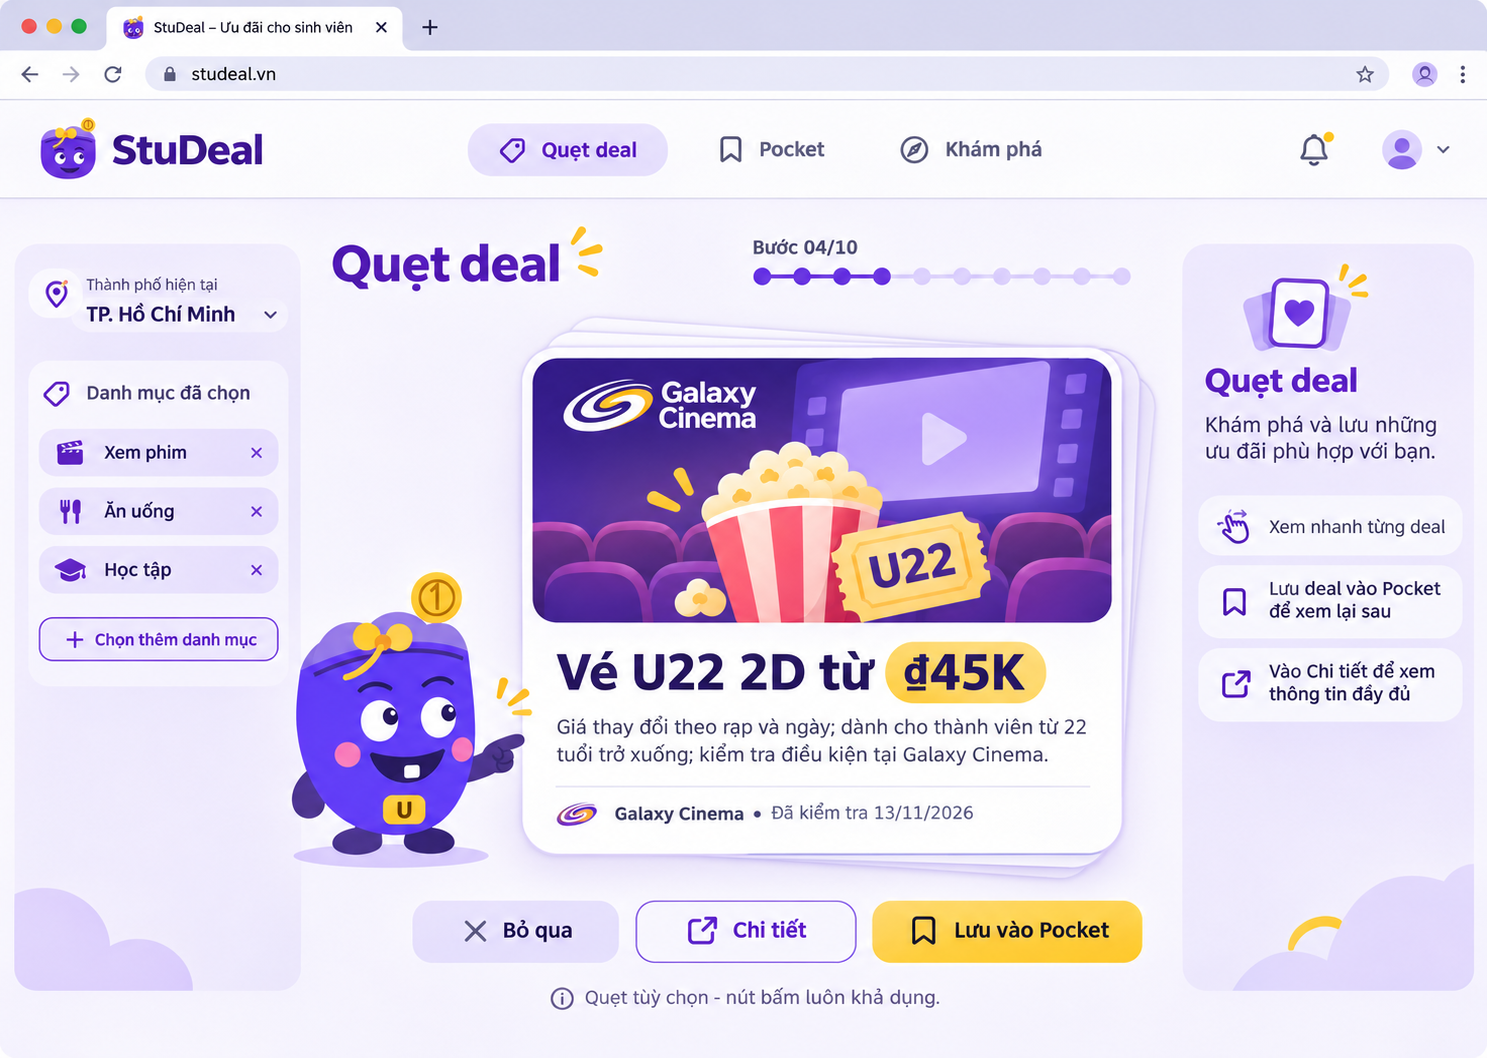 StuDeal – Ưu đãi cho sinh viên
studeal.vn
StuDeal
Quẹt deal
Pocket
Khám phá
Thành phố hiện tại
TP. Hồ Chí Minh
Danh mục đã chọn
Xem phim
Ăn uống
Học tập
Chọn thêm danh mục
Quẹt deal
Bước 04/10
Galaxy
Cinema
U22
1
U
Vé U22 2D từ ₫45K
Giá thay đổi theo rạp và ngày; dành cho thành viên từ 22
tuổi trở xuống; kiểm tra điều kiện tại Galaxy Cinema.
Galaxy Cinema • Đã kiểm tra 13/11/2026
Bỏ qua
Chi tiết
Lưu vào Pocket
Quẹt tùy chọn - nút bấm luôn khả dụng.
Quẹt deal
Khám phá và lưu những
ưu đãi phù hợp với bạn.
Xem nhanh từng deal
Lưu deal vào Pocket
để xem lại sau
Vào Chi tiết để xem
thông tin đầy đủ